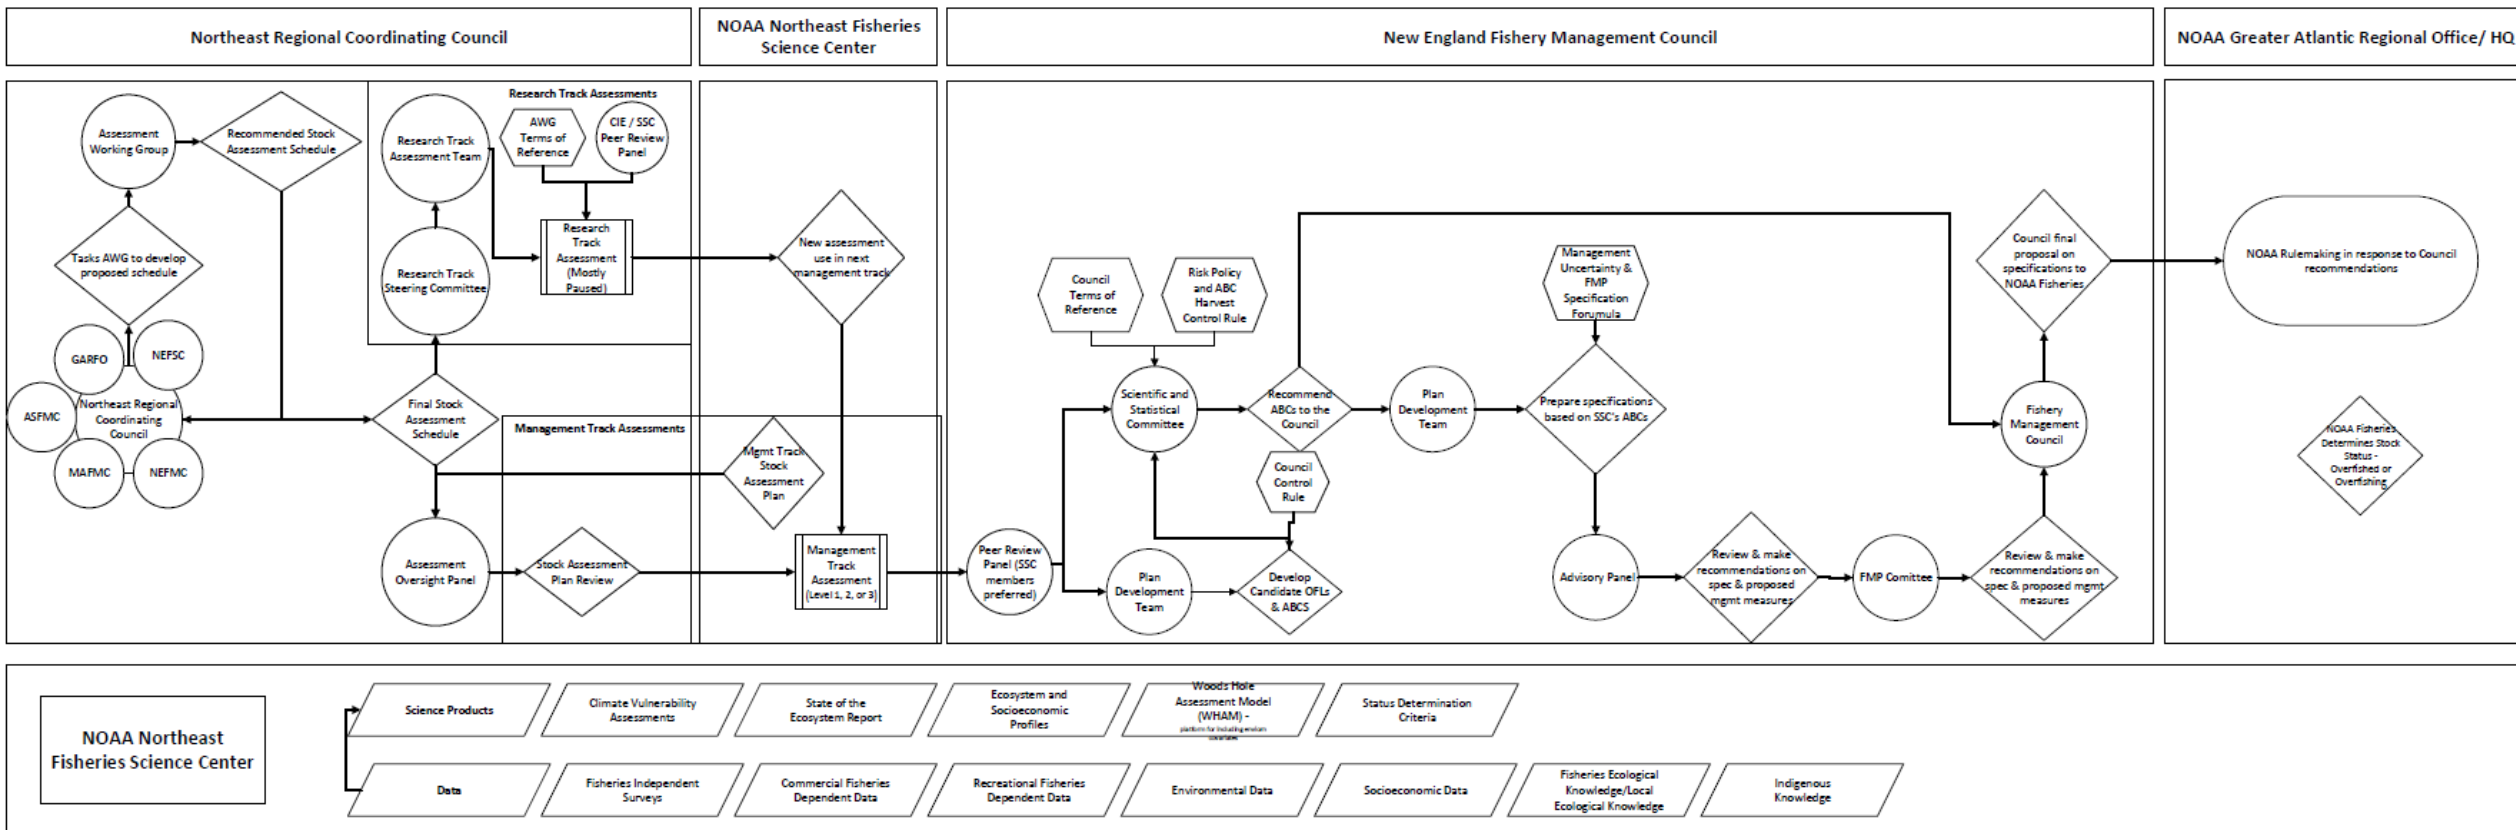 Northeast Regional Coordinating Council
NOAA Northeast Fisheries
Science Center
New England Fishery Management Council
NOAA Greater Atlantic Regional Office/ HQ
Assessment
Working Group
Recommended Stock
Assessment Schedule
Tasks AWG to develop
proposed schedule
GARFO
NEFSC
ASFMC
Northeast Regional
Coordinating
Council
MAFMC
NEFMC
Research Track Assessments
Research Track
Assessment Team
AWG
Terms of
Reference
CIE / SSC
Peer Review
Panel
Research Track
Steering Committee
Research
Track
Assessment
(Mostly
Paused)
Final Stock
Assessment
Schedule
Management Track Assessments
Assessment
Oversight Panel
Stock Assessment
Plan Review
New assessment
use in next
management track
Mgmt Track
Stock
Assessment
Plan
Management
Track
Assessment
(Level 1, 2, or 3)
Peer Review
Panel (SSC
members
preferred)
Council
Terms of
Reference
Risk Policy
and ABC
Harvest
Control Rule
Scientific and
Statistical
Committee
Recommend
ABCs to the
Council
Council
Control
Rule
Plan
Development
Team
Develop
Candidate OFLs
& ABCS
Plan
Development
Team
Management
Uncertainty &
FMP
Specification
Forumula
Prepare specifications
based on SSC's ABCs
Advisory Panel
Review & make
recommendations on
spec & proposed
mgmt measures
FMP Comittee
Review & make
recommendations on
spec & proposed mgmt
measures
Fishery
Management
Council
Council final
proposal on
specifications to
NOAA Fisheries
NOAA Rulemaking in response to Council
recommendations
NOAA Fisheries
Determines Stock
Status -
Overfished or
Overfishing
NOAA Northeast
Fisheries Science Center
Science Products
Climate Vulnerability
Assessments
State of the
Ecosystem Report
Ecosystem and
Socioeconomic
Profiles
Woods Hole
Assessment Model
(WHAM) -
platform for including environ
Status Determination
Criteria
Data
Fisheries Independent
Surveys
Commercial Fisheries
Dependent Data
Recreational Fisheries
Dependent Data
Environmental Data
Socioeconomic Data
Fisheries Ecological
Knowledge/Local
Ecological Knowledge
Indigenous
Knowledge